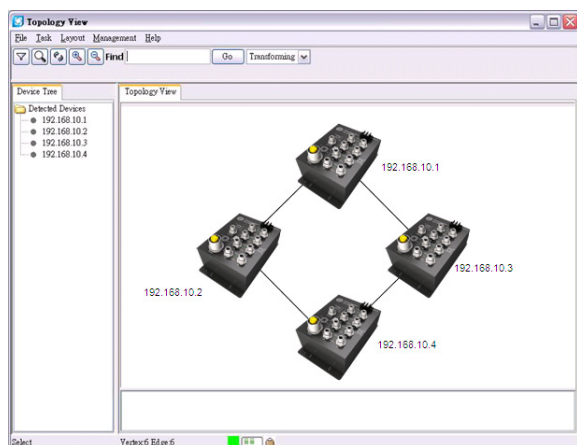 Topology View
File Task Layout Management Help
Find Go Transforming
Device Tree
Topology View
Detected Devices
192.168.10.1
192.168.10.2
192.168.10.3
192.168.10.4
192.168.10.1
192.168.10.3
192.168.10.2
192.168.10.4
Select Vertex:6 Edge:6